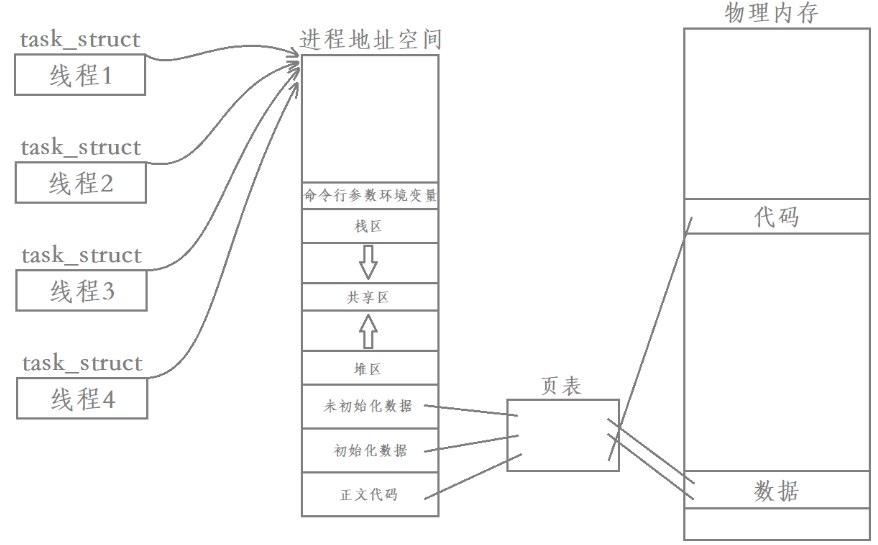 task_struct
线程1
task_struct
线程2
task_struct
线程3
task_struct
线程4
进程地址空间
命令行参数环境变量
栈区
共享区
堆区
未初始化数据
初始化数据
正文代码
页表
物理内存
代码
数据